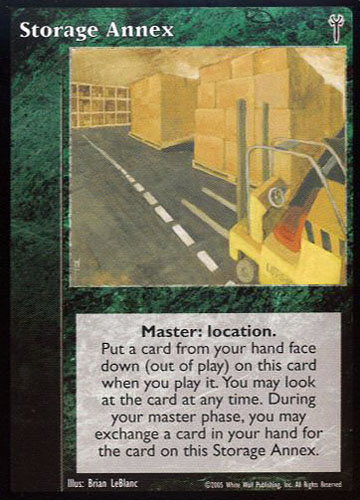 Storage Annex
Master: location.
Put a card from your hand face
down (out of play) on this card
when you play it. You may look
at the card at any time. During
your master phase, you may
exchange a card in your hand for
the card on this Storage Annex.
Illus: Brian LeBlanc
©2005 White Wolf Publishing, Inc. All Rights Reserved